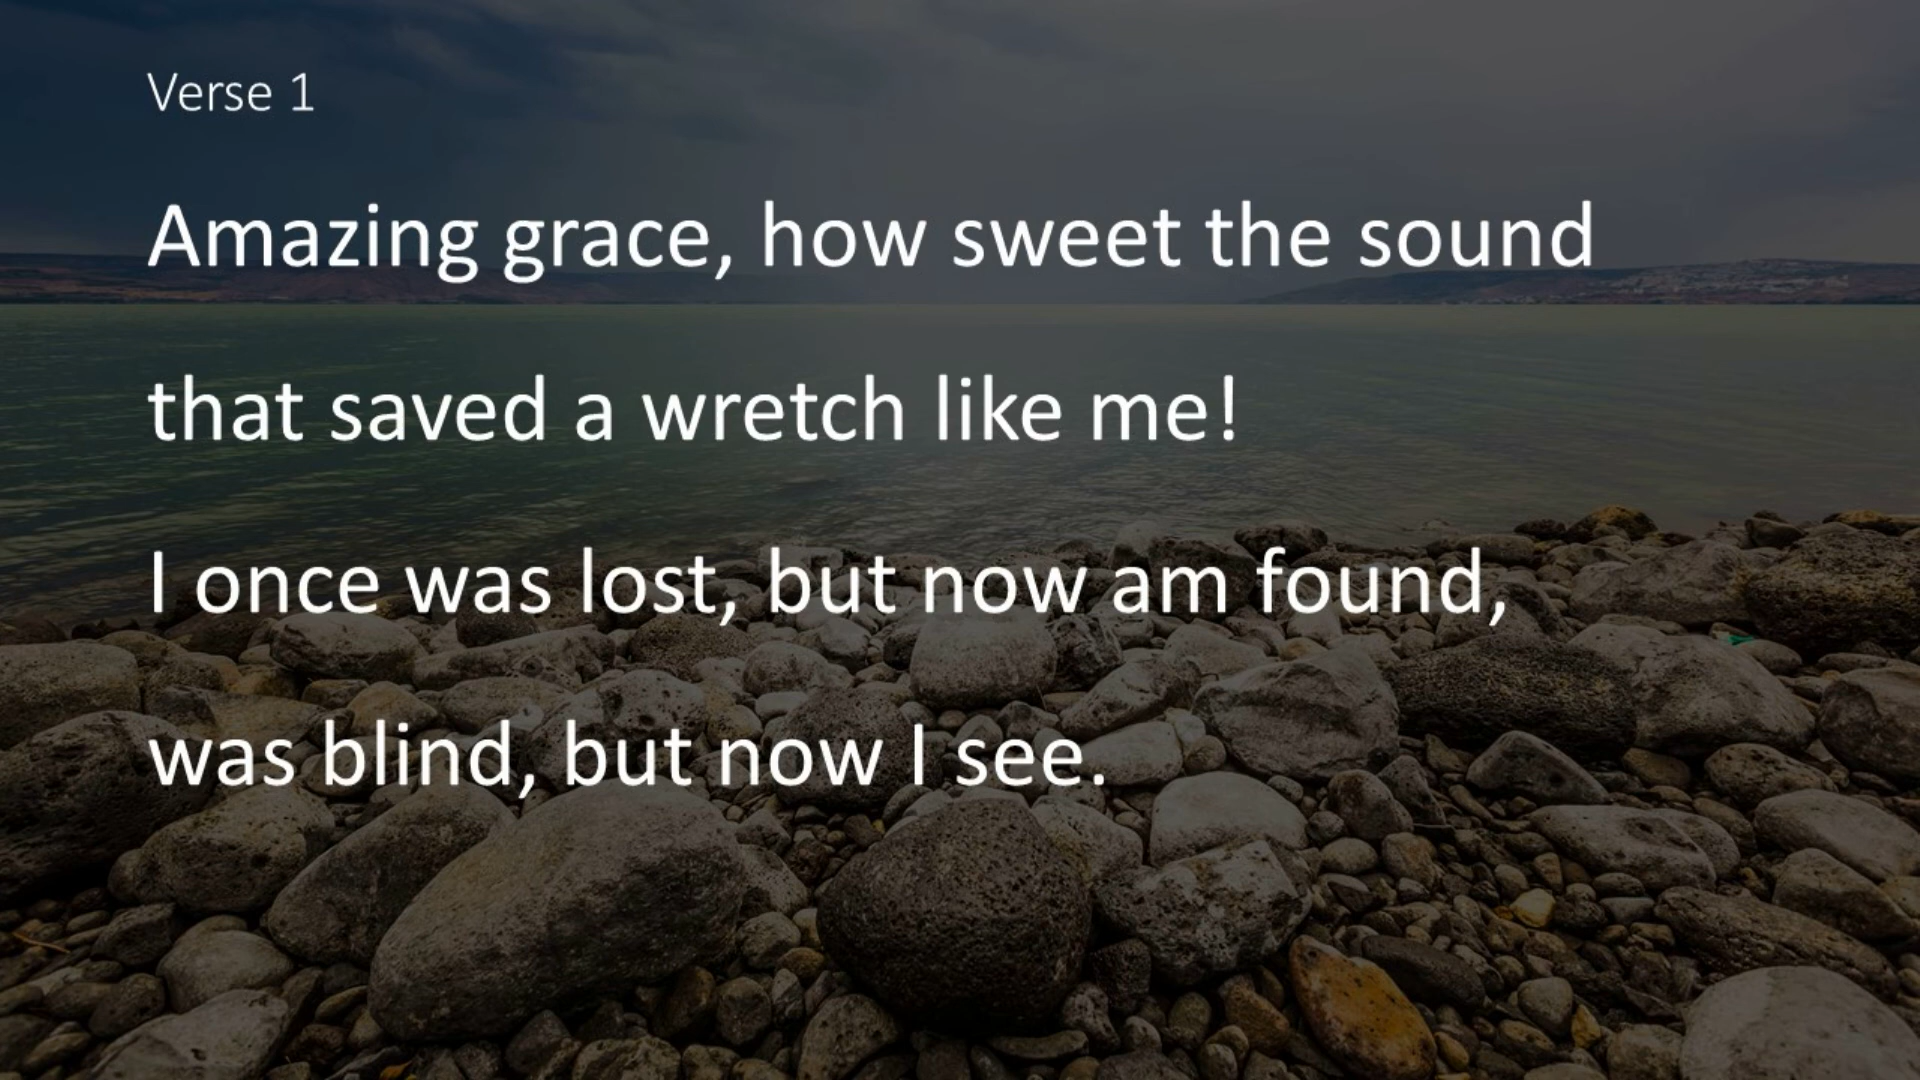 Verse 1
Amazing grace, how sweet the sound
that saved a wretch like me!
I once was lost, but now am found,
was blind, but now I see.